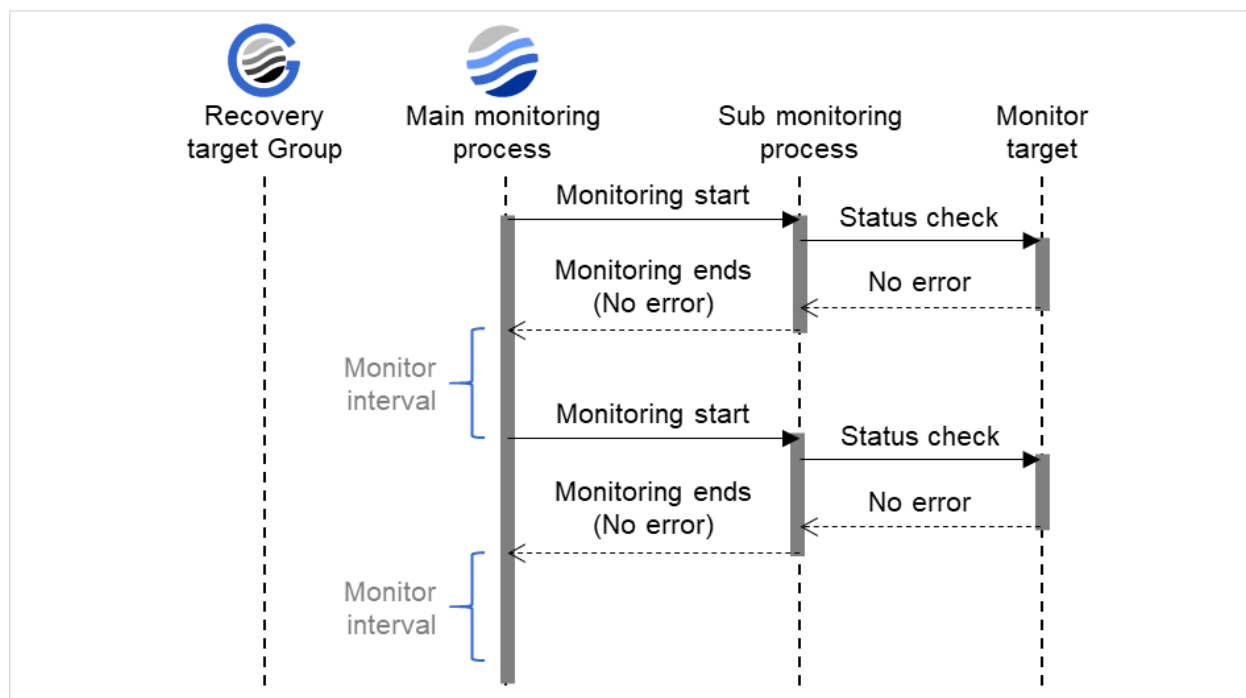 Recovery
target Group
Main monitoring
process
Sub monitoring
process
Monitor
target
Monitoring start
Status check
Monitoring ends
(No error)
No error
Monitor
interval
Monitoring start
Status check
Monitoring ends
(No error)
No error
Monitor
interval